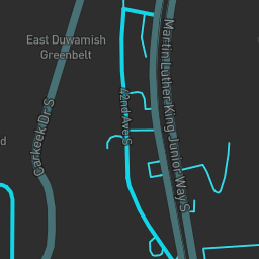 East Duwamish
Greenbelt
Martin Luther King Junior Way S
42nd Ave S
Carkeek Dr S
d